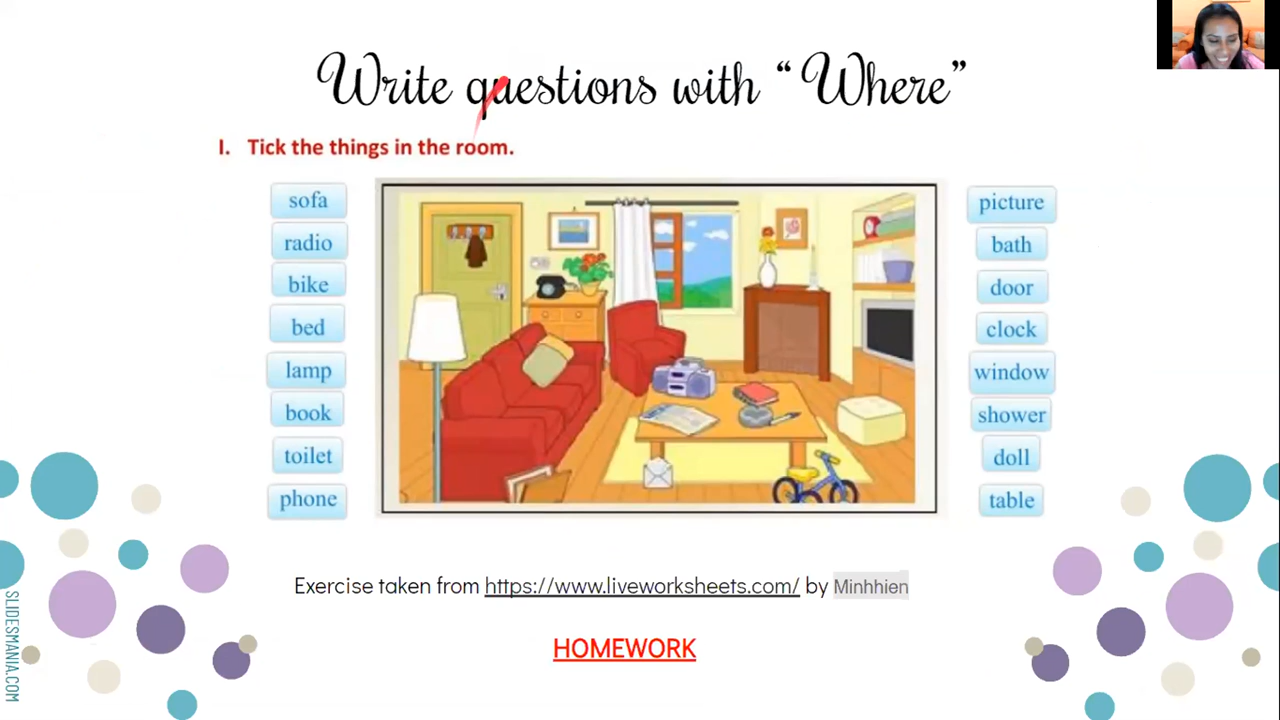 Write questions with “Where”
I. Tick the things in the room.
sofa
radio
bike
bed
lamp
book
toilet
phone
picture
bath
door
clock
window
shower
doll
table
Exercise taken from https://www.liveworksheets.com/ by Minhhien
HOMEWORK
SLIDESMANIA.COM